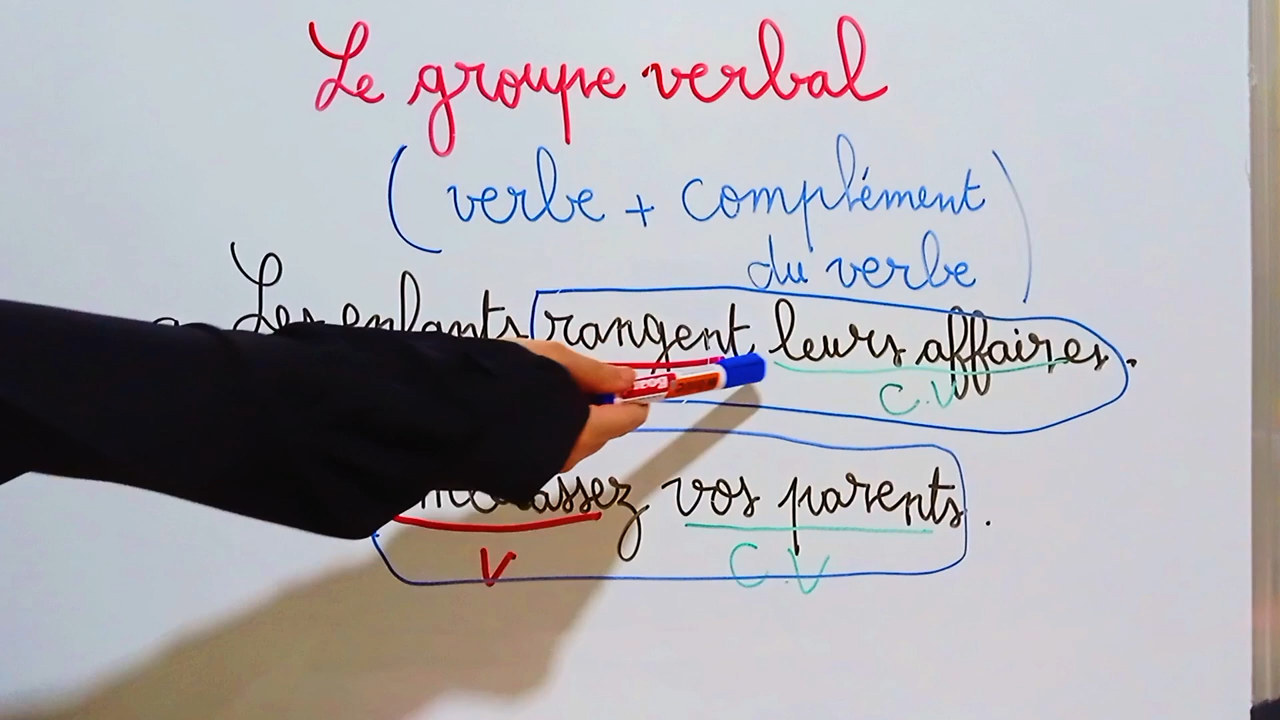 Le groupe verbal
( verbe + complément
du verbe )
Les enfants rangent leurs affaires.
C.V
vos parents.
V C V